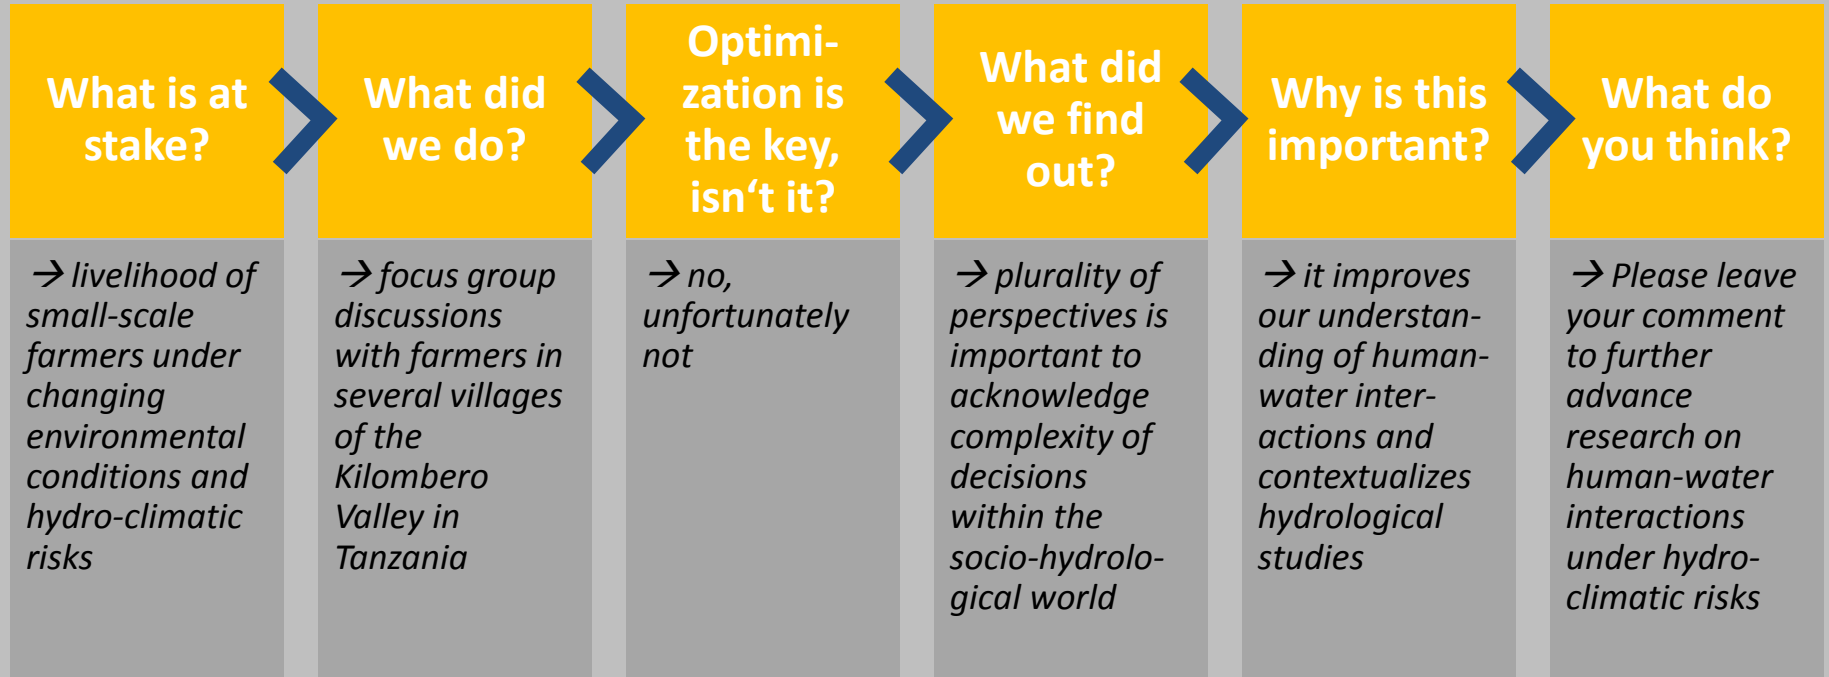 What is at
stake?
→ livelihood of
small-scale
farmers under
changing
environmental
conditions and
hydro-climatic
risks
What did
we do?
→ focus group
discussions
with farmers in
several villages
of the
Kilombero
Valley in
Tanzania
Optimi-
zation is
the key,
isn‘t it?
→ no,
unfortunately
not
What did
we find
out?
→ plurality of
perspectives is
important to
acknowledge
complexity of
decisions
within the
socio-hydrolo-
gical world
Why is this
important?
→ it improves
our understan-
ding of human-
water inter-
actions and
contextualizes
hydrological
studies
What do
you think?
→ Please leave
your comment
to further
advance
research on
human-water
interactions
under hydro-
climatic risks